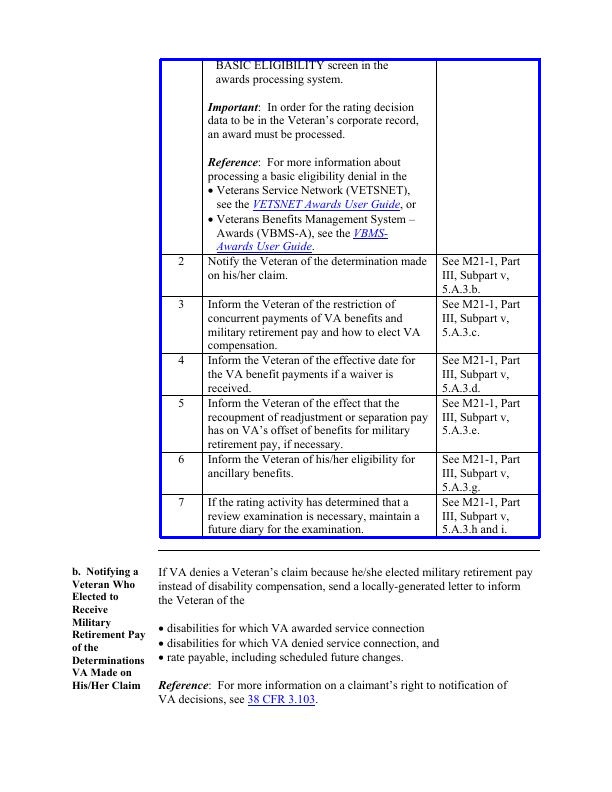 BASIC ELIGIBILITY screen in the
awards processing system.
Important:  In order for the rating decision
data to be in the Veteran's corporate record,
an award must be processed.
Reference:  For more information about
processing a basic eligibility denial in the
• Veterans Service Network (VETSNET),
see the VETSNET Awards User Guide, or
• Veterans Benefits Management System –
Awards (VBMS-A), see the VBMS-
Awards User Guide.
2
Notify the Veteran of the determination made
on his/her claim.
See M21-1, Part
III, Subpart v,
5.A.3.b.
3
Inform the Veteran of the restriction of
concurrent payments of VA benefits and
military retirement pay and how to elect VA
compensation.
See M21-1, Part
III, Subpart v,
5.A.3.c.
4
Inform the Veteran of the effective date for
the VA benefit payments if a waiver is
received.
See M21-1, Part
III, Subpart v,
5.A.3.d.
5
Inform the Veteran of the effect that the
recoupment of readjustment or separation pay
has on VA's offset of benefits for military
retirement pay, if necessary.
See M21-1, Part
III, Subpart v,
5.A.3.e.
6
Inform the Veteran of his/her eligibility for
ancillary benefits.
See M21-1, Part
III, Subpart v,
5.A.3.g.
7
If the rating activity has determined that a
review examination is necessary, maintain a
future diary for the examination.
See M21-1, Part
III, Subpart v,
5.A.3.h and i.
b.  Notifying a
Veteran Who
Elected to
Receive
Military
Retirement Pay
of the
Determinations
VA Made on
His/Her Claim
If VA denies a Veteran's claim because he/she elected military retirement pay
instead of disability compensation, send a locally-generated letter to inform
the Veteran of the
• disabilities for which VA awarded service connection
• disabilities for which VA denied service connection, and
• rate payable, including scheduled future changes.
Reference:  For more information on a claimant's right to notification of
VA decisions, see 38 CFR 3.103.